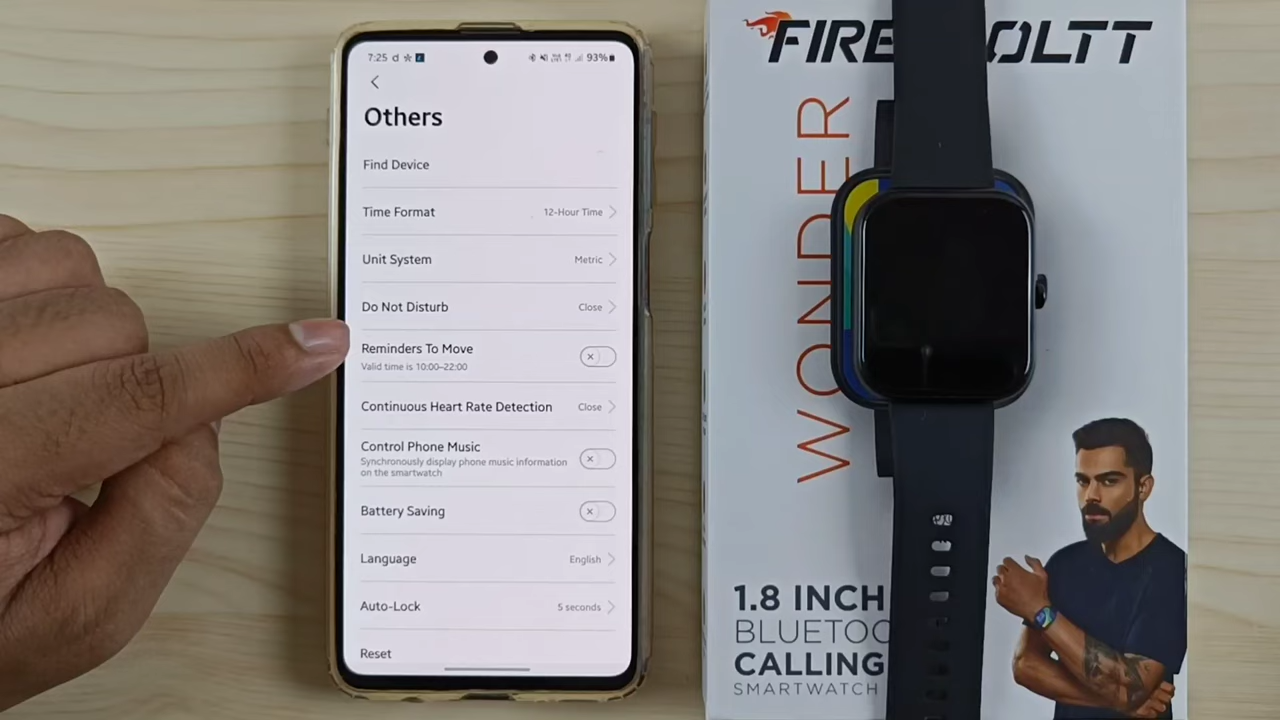 7:25 93%
Others
Find Device
Time Format 12-Hour Time
Unit System Metric
Do Not Disturb Close
Reminders To Move
Valid time is 10:00–22:00
Continuous Heart Rate Detection Close
Control Phone Music
Synchronously display phone music information
on the smartwatch
Battery Saving
Language English
Auto-Lock 5 seconds
Reset
FIRE OLTT
WONDER
1.8 INCH
BLUETOO
CALLING
SMARTWATCH